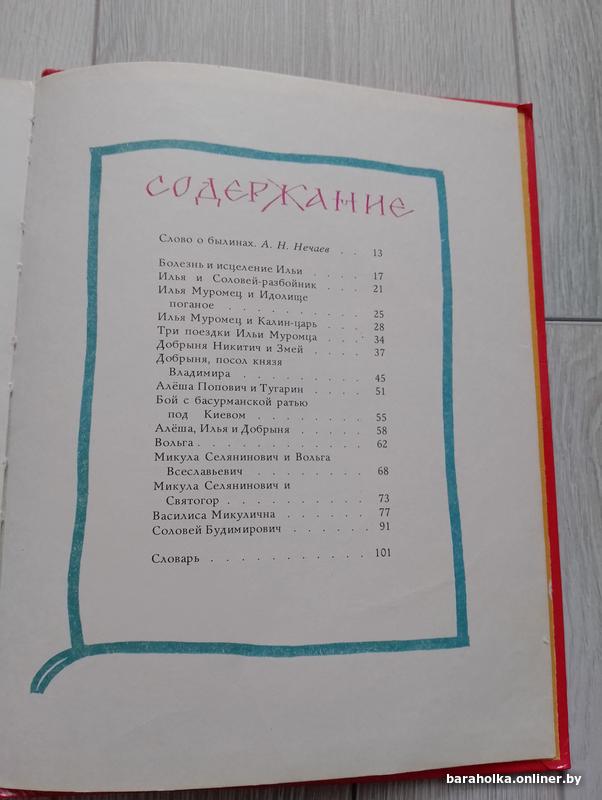 СОДЕРЖАНИЕ
Слово о былинах. А. Н. Нечаев . . 13
Болезнь и исцеление Ильи . . . . 17
Илья и Соловей-разбойник . . . 21
Илья Муромец и Идолище
поганое . . . . . . . . . . 25
Илья Муромец и Калин-царь . . . 28
Три поездки Ильи Муромца . . 34
Добрыня Никитич и Змей . . . . 37
Добрыня, посол князя
Владимира . . . . . . . . . 45
Алёша Попович и Тугарин . . . . 51
Бой с басурманской ратью
под Киевом . . . . . . . . 55
Алёша, Илья и Добрыня . . . . . 58
Вольга . . . . . . . . . . . . 62
Микула Селянинович и Вольга
Всеславьевич . . . . . . . . 68
Микула Селянинович и
Святогор . . . . . . . . . . 73
Василиса Микулична . . . . . . 77
Соловей Будимирович . . . . . . 91
Словарь . . . . . . . . . . . . 101
baraholka.onliner.by